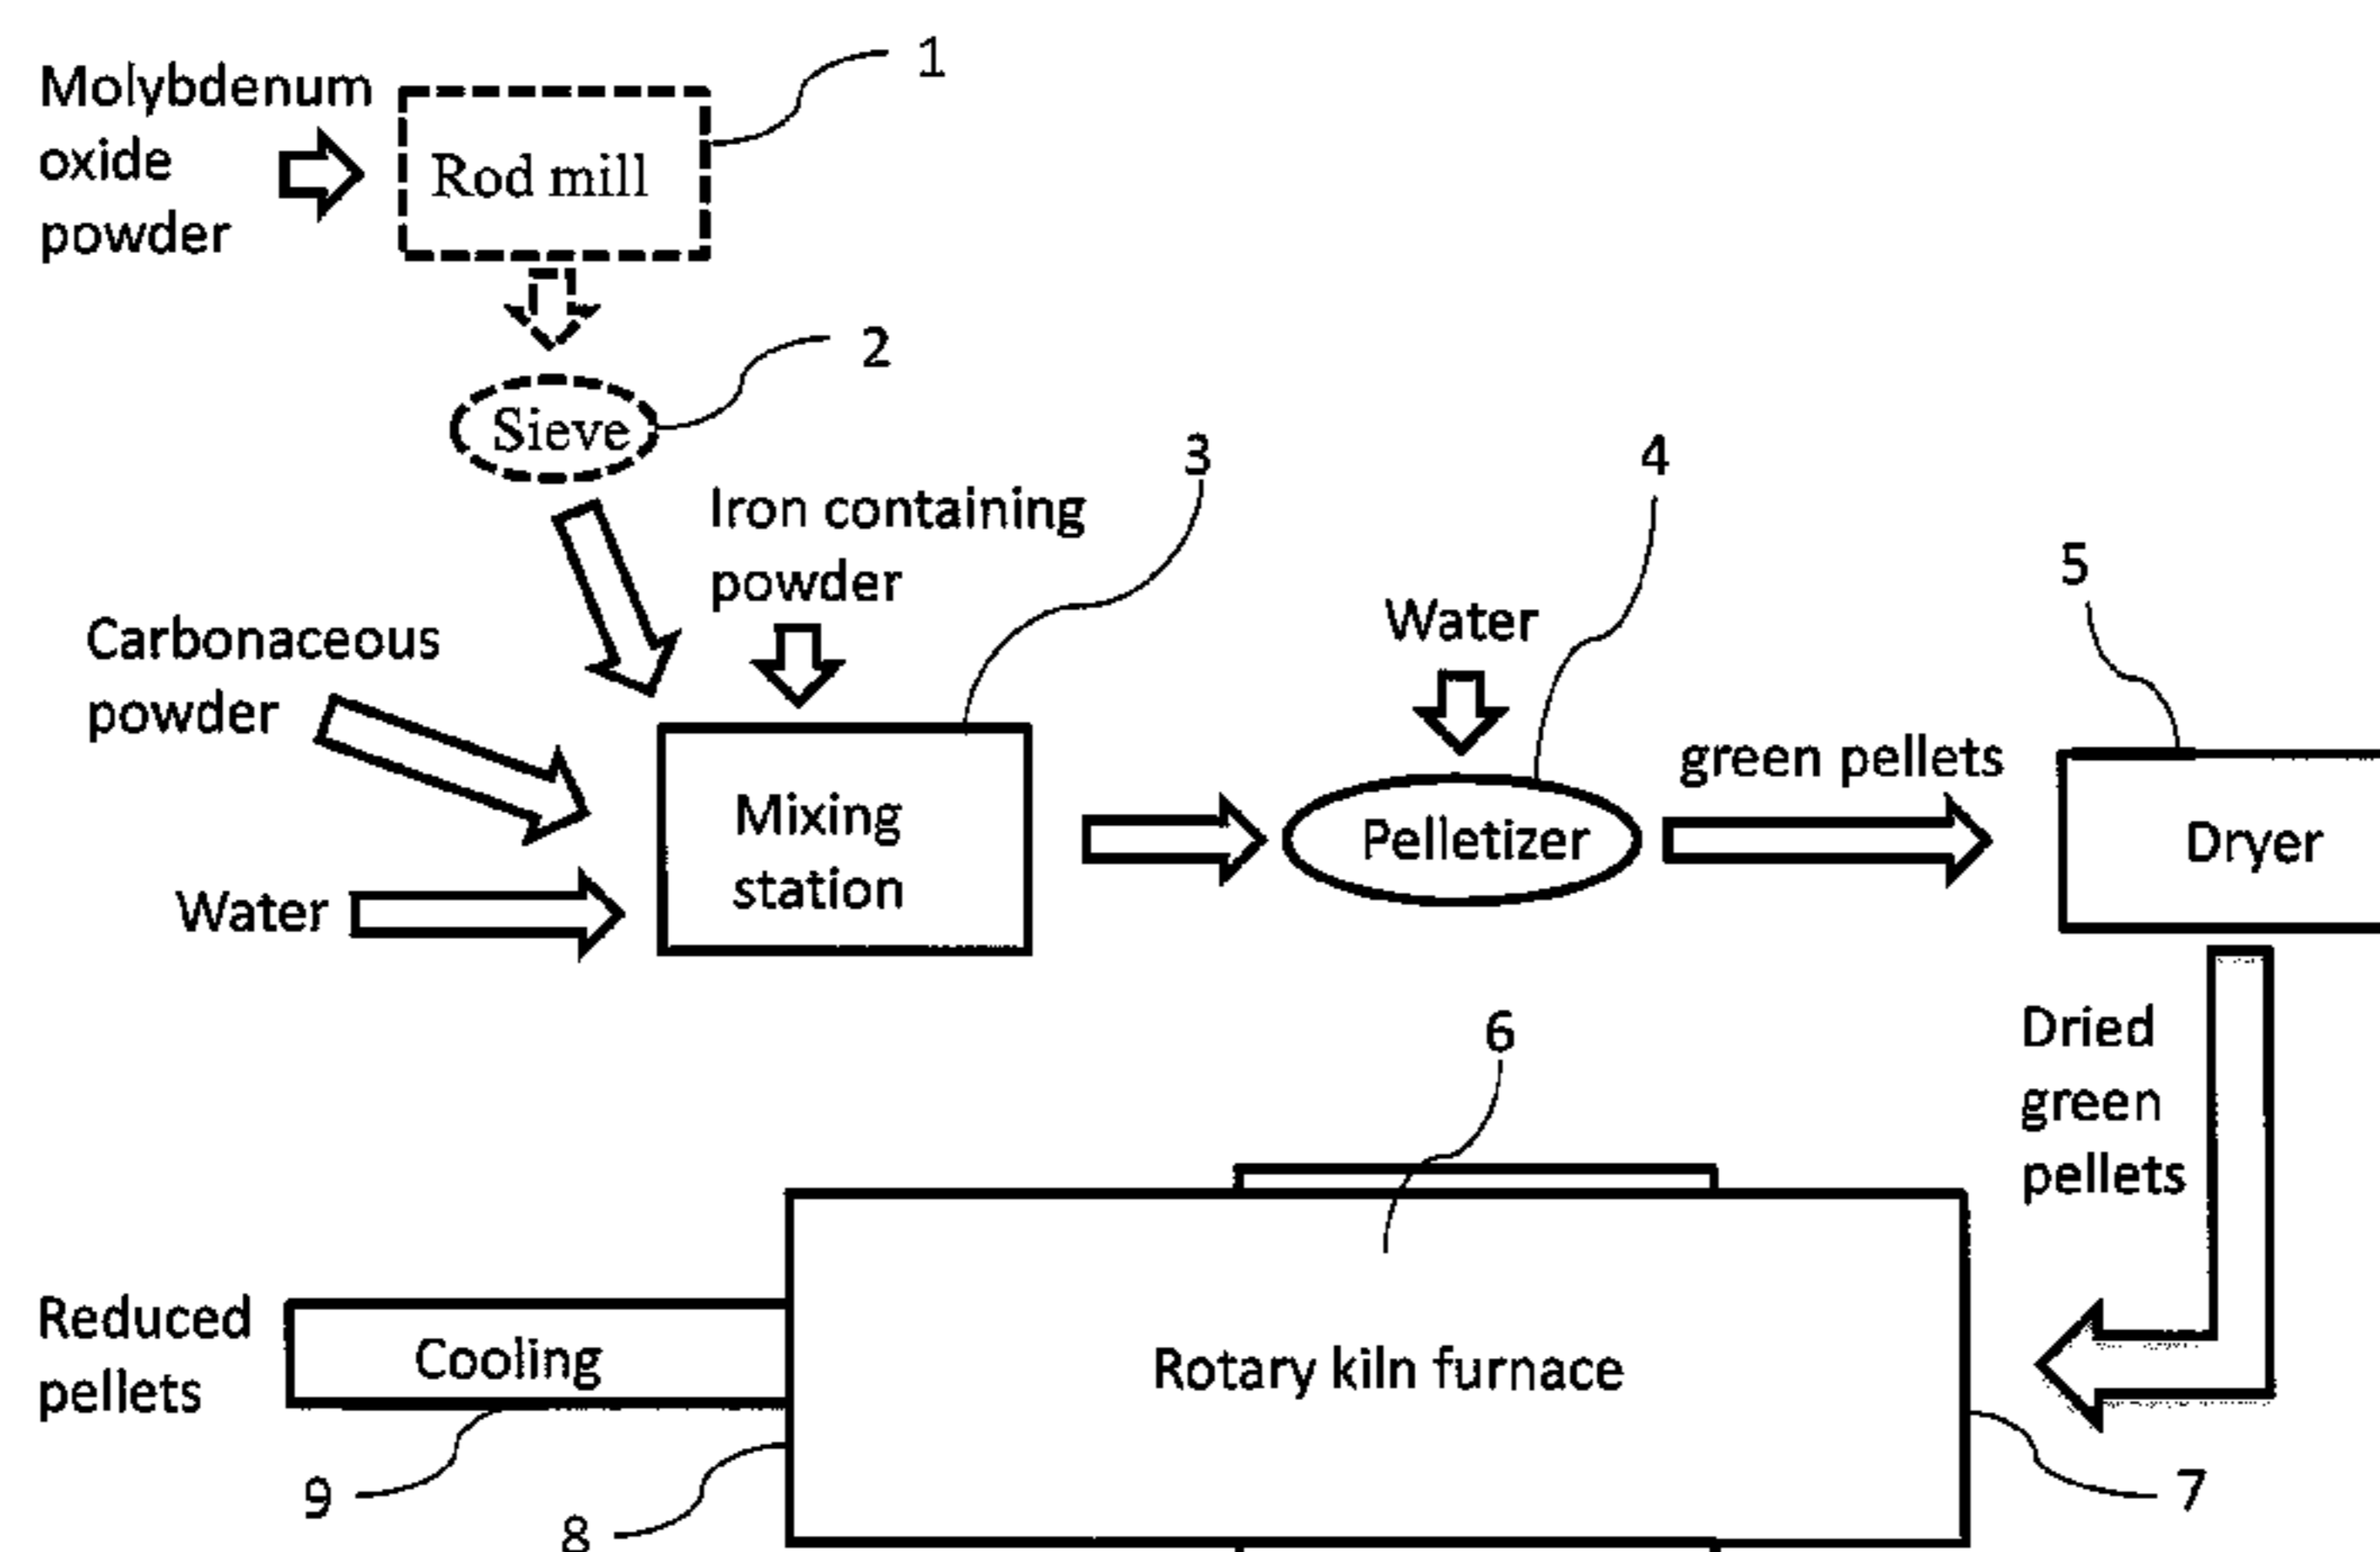 1
Molybdenum
oxide
powder
Rod mill
2
Sieve
3
4
Iron containing
powder
5
Carbonaceous
powder
Water
green pellets
Mixing
station
Pelletizer
Dryer
Water
6
Dried
green
pellets
Reduced
pellets
Cooling
Rotary kiln furnace
9
8
7